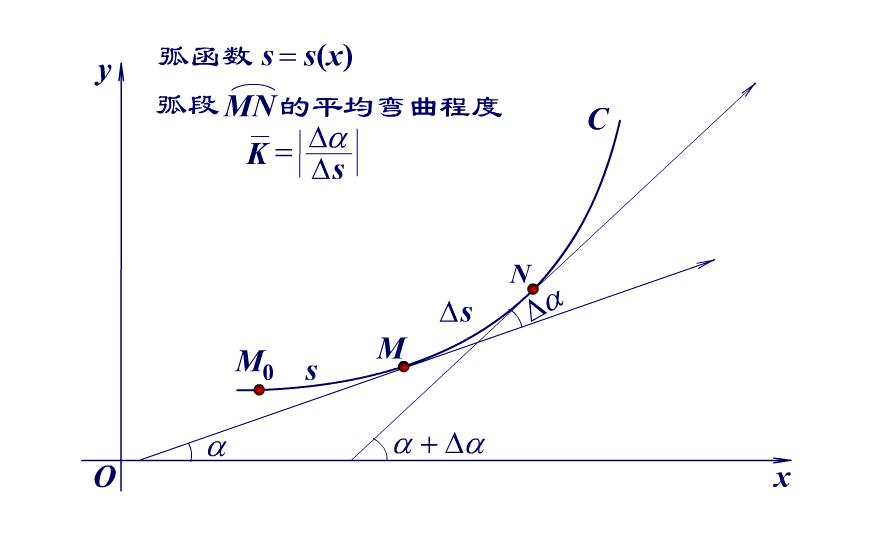 弧函数 s = s(x)
y
弧段 MN 的平均弯曲程度
K̄ = |Δα/Δs|
C
N
Δα
Δs
M
M₀
s
α
α + Δα
O
x